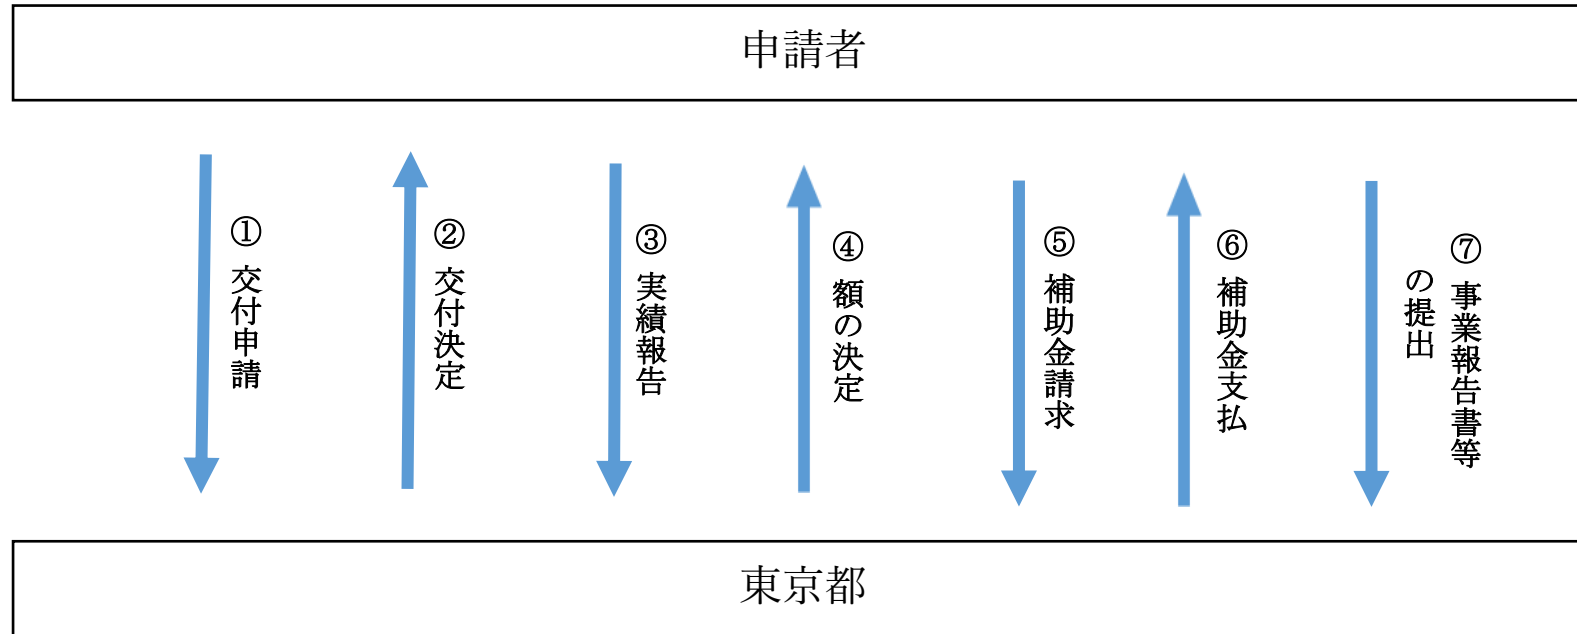 申請者
① 交付申請
② 交付決定
③ 実績報告
④ 額の決定
⑤ 補助金請求
⑥ 補助金支払
⑦ 事業報告書等
の提出
東京都